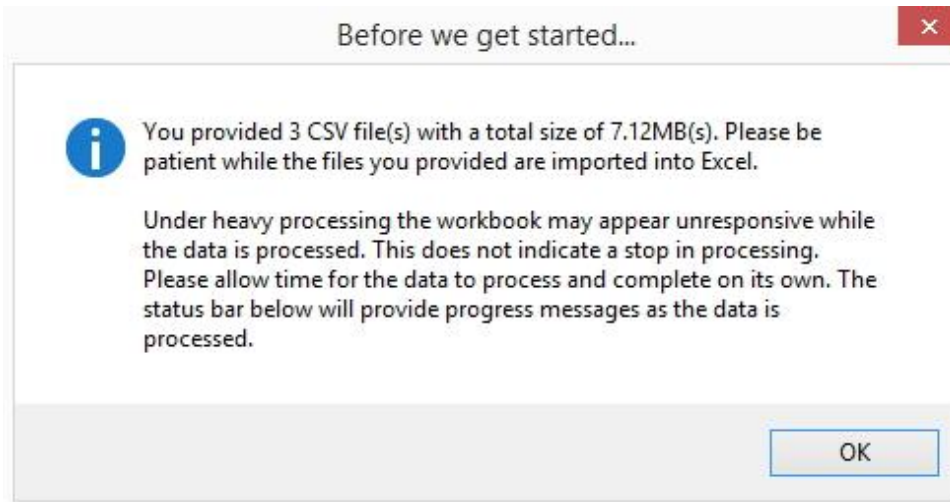 Before we get started...
You provided 3 CSV file(s) with a total size of 7.12MB(s). Please be
patient while the files you provided are imported into Excel.
Under heavy processing the workbook may appear unresponsive while
the data is processed. This does not indicate a stop in processing.
Please allow time for the data to process and complete on its own. The
status bar below will provide progress messages as the data is
processed.
OK